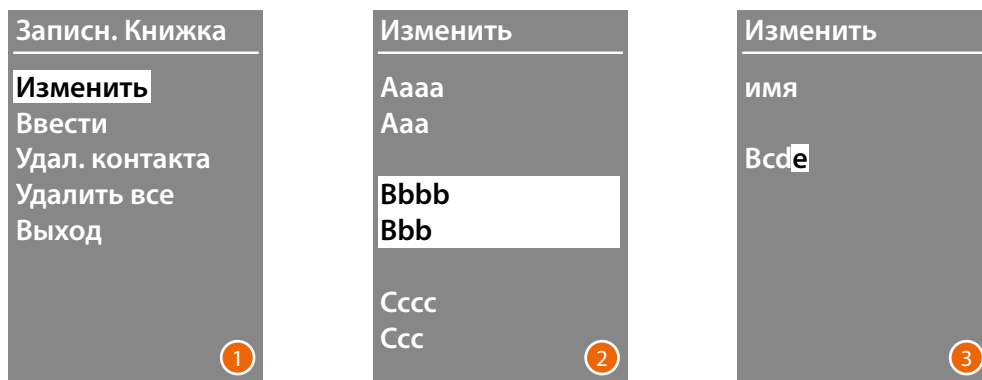 Записн. Книжка
Изменить
Ввести
Удал. контакта
Удалить все
Выход
1
Изменить
Aaaa
Aaa
Bbbb
Bbb
Cccc
Ccc
2
Изменить
имя
Bcde
3